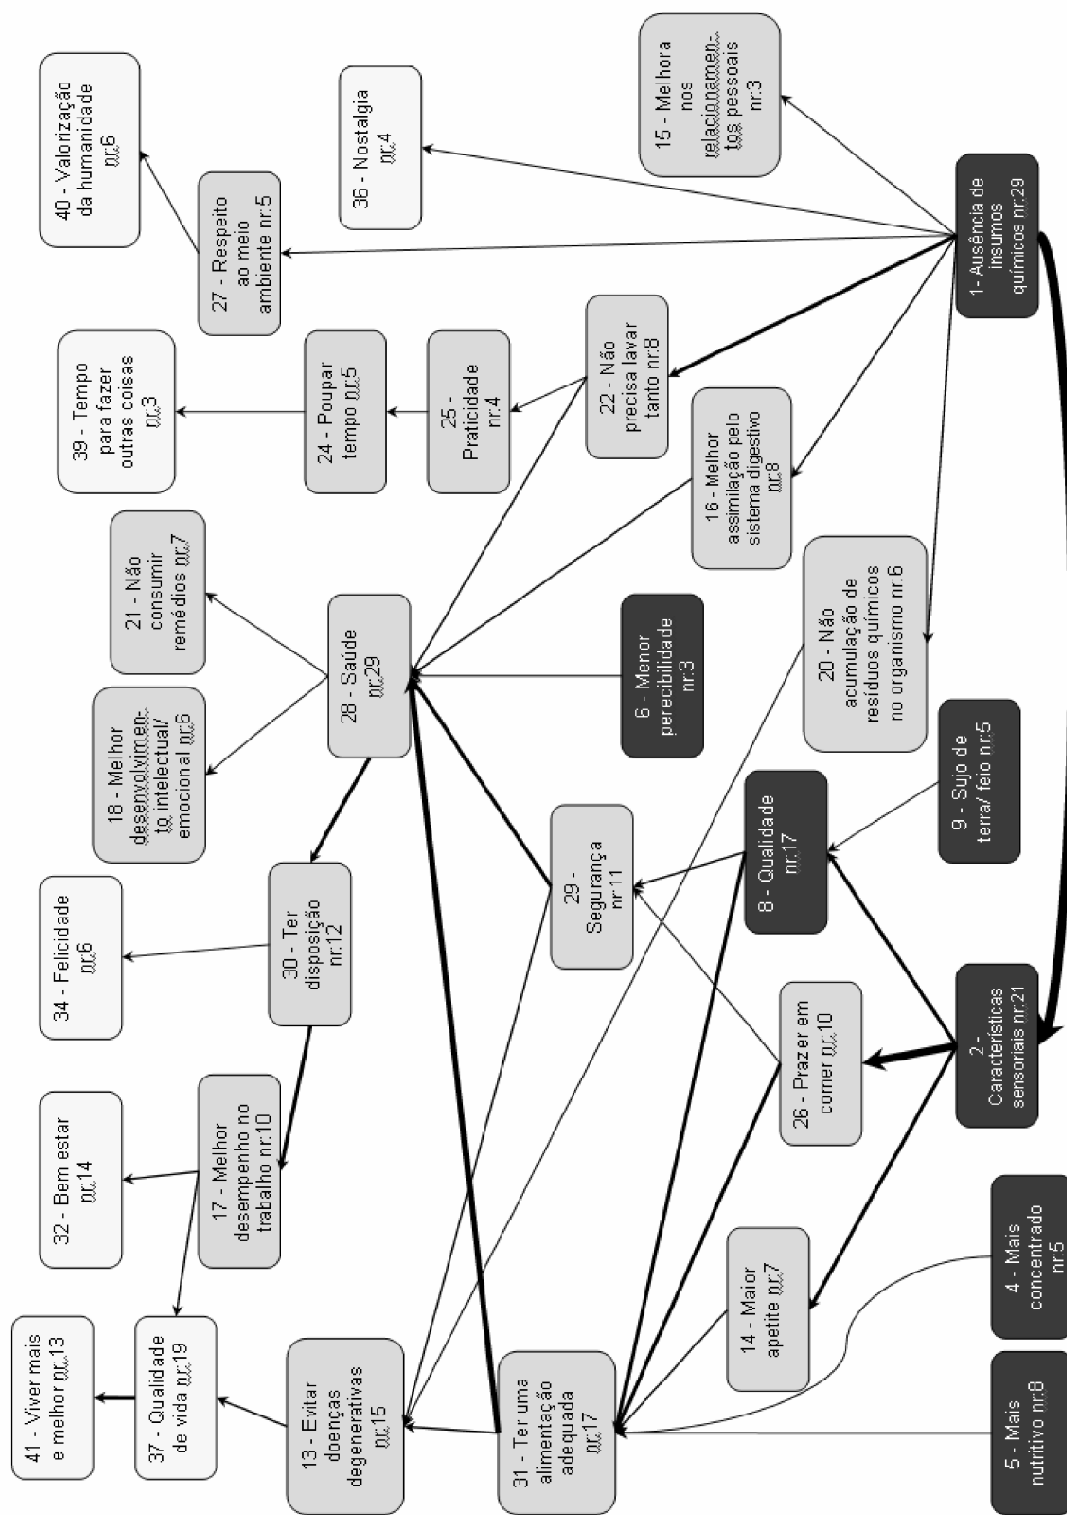 41 - Viver mais
e melhor nr:13
32 - Bem estar
nr:14
34 - Felicidade
nr:6
40 - Valorização
da humanidade
nr:6
37 - Qualidade
de vida nr:19
18 - Melhor
desenvolvimen-
to intelectual/
emocional nr:6
21 - Não
consumir
remédios nr:7
39 - Tempo
para fazer
outras coisas
nr:3
17 - Melhor
desempenho no
trabalho nr:10
27 - Respeito
ao meio
ambiente nr:5
36 - Nostalgia
nr:4
13 - Evitar
doenças
degenerativas
nr:15
30 - Ter
disposição
nr:12
28 - Saúde
nr:29
24 - Poupar
tempo nr:5
25 -
Praticidade
nr:4
31 - Ter uma
alimentação
adequada
nr:17
29 -
Segurança
nr:11
22 - Não
precisa lavar
tanto nr:8
15 - Melhora
nos
relacionamen-
tos pessoais
nr:3
6 - Menor
perecibilidade
nr:3
16 - Melhor
assimilação pelo
sistema digestivo
nr:8
14 - Maior
apetite nr:7
26 - Prazer em
comer nr:10
8 - Qualidade
nr:17
20 - Não
acumulação de
resíduos químicos
no organismo nr:6
9 - Sujo de
terra/ feio nr:5
5 - Mais
nutritivo nr:8
4 - Mais
concentrado
nr:5
2 -
Características
sensoriais nr:21
1- Ausência de
insumos
químicos nr:29